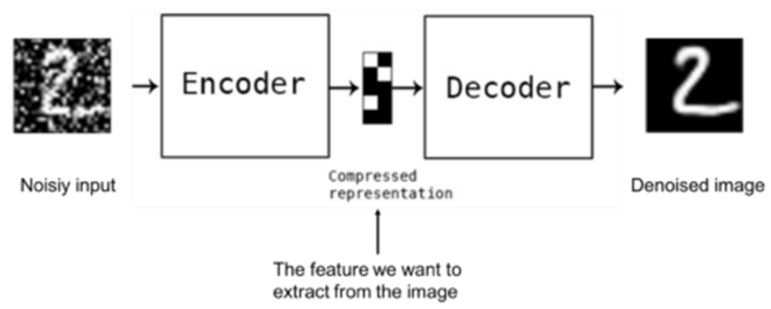 Encoder
Decoder
Noisiy input
Compressed
representation
Denoised image
The feature we want to
extract from the image